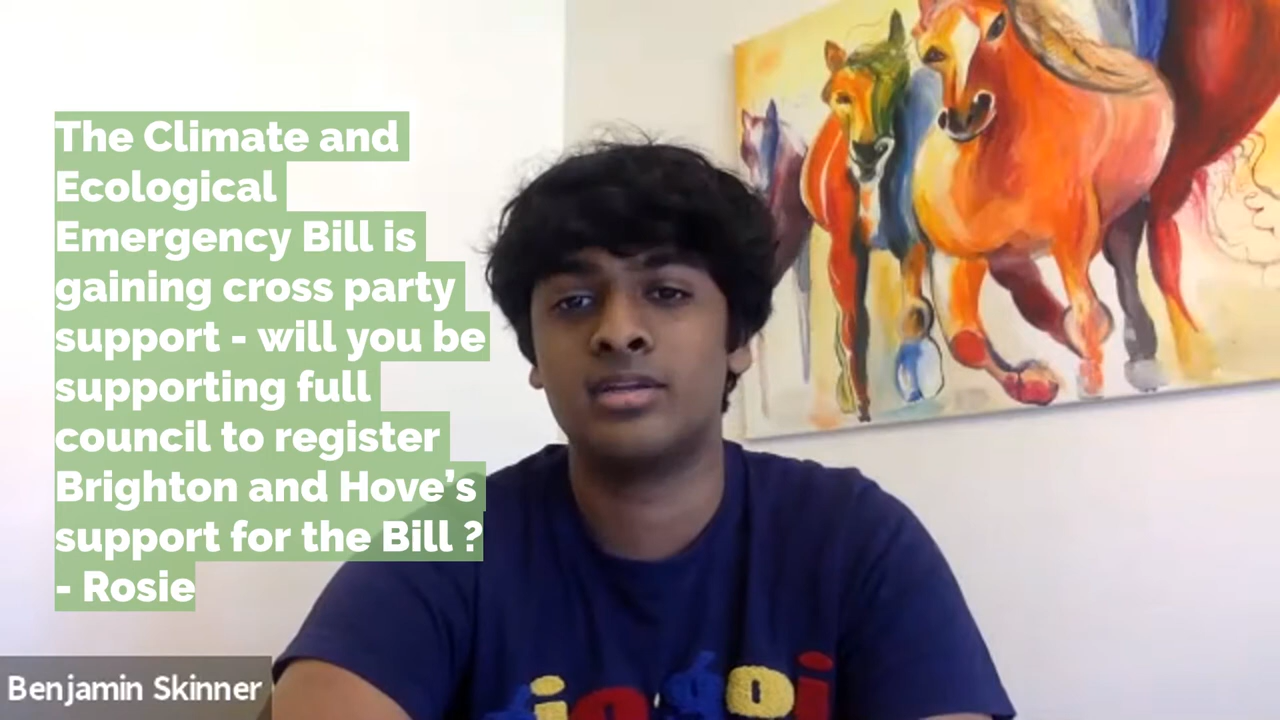 The Climate and
Ecological
Emergency Bill is
gaining cross party
support - will you be
supporting full
council to register
Brighton and Hove’s
support for the Bill ?
- Rosie
Benjamin Skinner